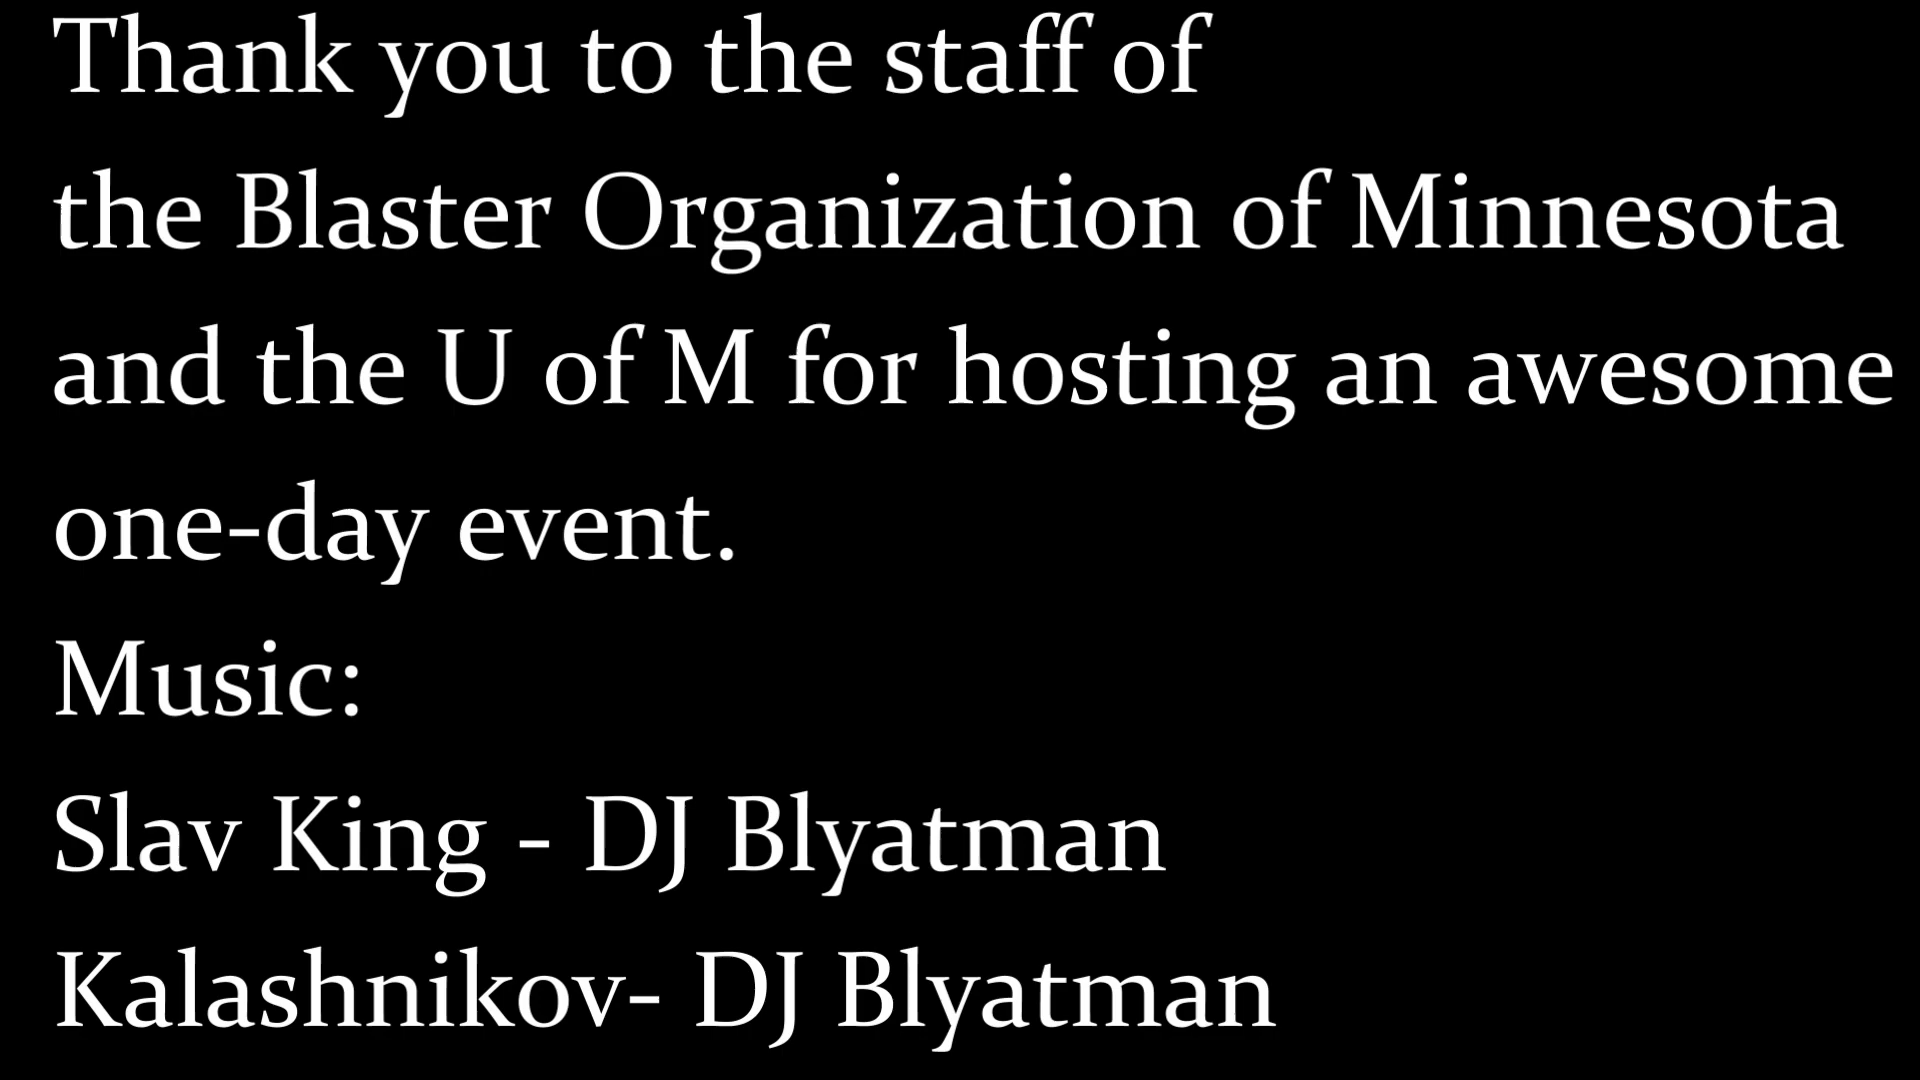 Thank you to the staff of
the Blaster Organization of Minnesota
and the U of M for hosting an awesome
one-day event.
Music:
Slav King - DJ Blyatman
Kalashnikov- DJ Blyatman